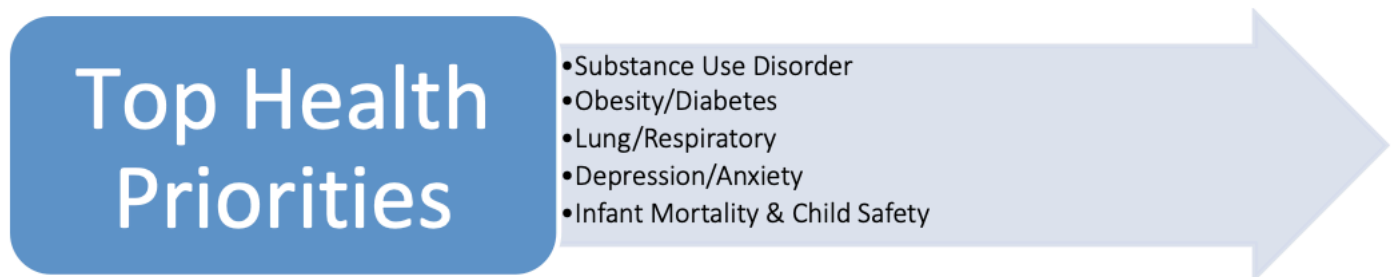 Top Health
Priorities
•Substance Use Disorder
•Obesity/Diabetes
•Lung/Respiratory
•Depression/Anxiety
•Infant Mortality & Child Safety